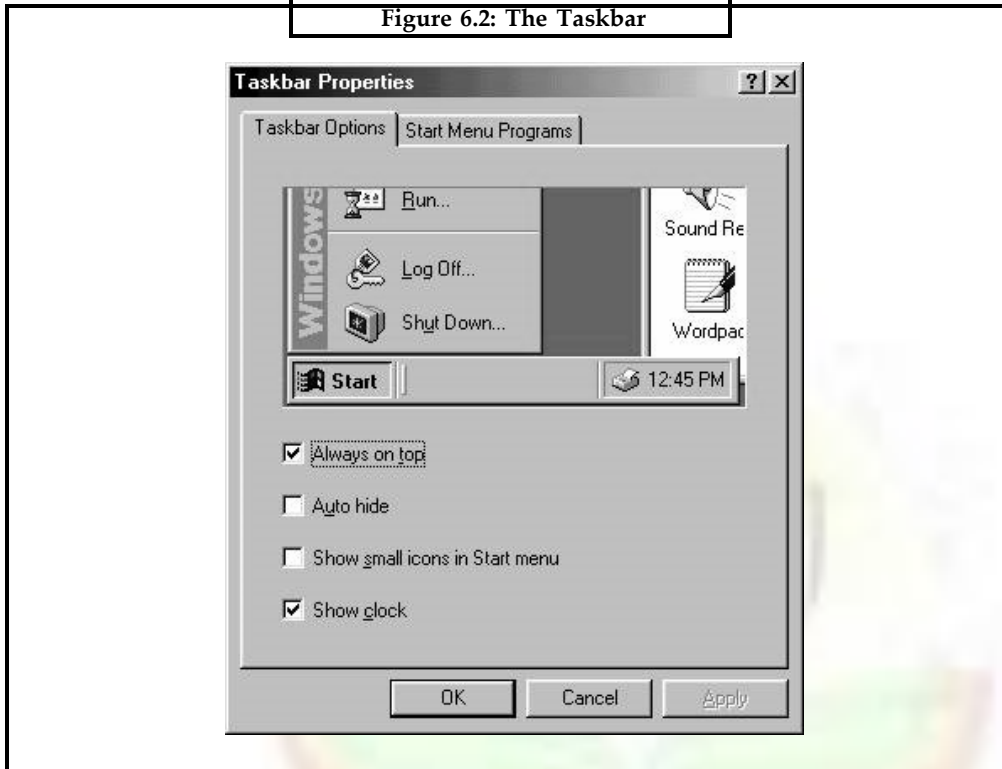 Figure 6.2: The Taskbar
Taskbar Properties
Taskbar Options
Start Menu Programs
Windows
Run...
Log Off...
Shut Down...
Sound Re
Wordpad
Start
12:45 PM
Always on top
Auto hide
Show small icons in Start menu
Show clock
OK
Cancel
Apply